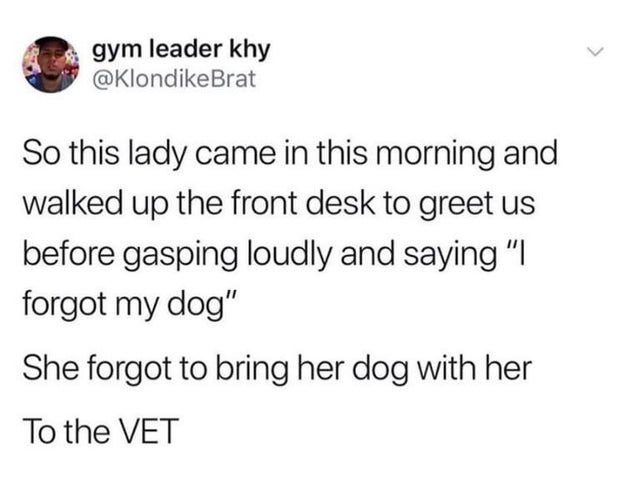 gym leader khy
@KlondikeBrat
So this lady came in this morning and
walked up the front desk to greet us
before gasping loudly and saying "I
forgot my dog"
She forgot to bring her dog with her
To the VET